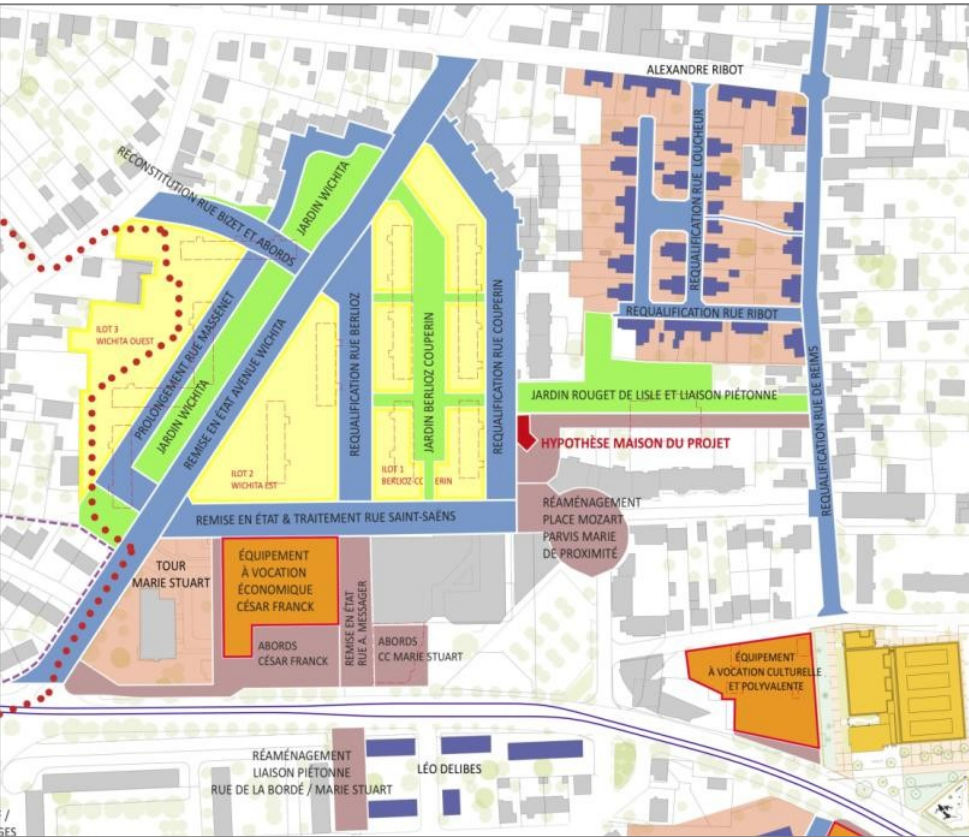 ALEXANDRE RIBOT
RECONSTITUTION RUE BIZET ET ABORDS
JARDIN WICHITA
REQUALIFICATION RUE LOUCHEUR
ILOT 3
WICHITA OUEST
PROLONGEMENT RUE MASSENET
JARDIN WICHITA
REMISE EN ÉTAT AVENUE WICHITA
REQUALIFICATION RUE BERLIOZ
JARDIN BERLIOZ COUPERIN
REQUALIFICATION RUE COUPERIN
REQUALIFICATION RUE RIBOT
REQUALIFICATION RUE DE REIMS
JARDIN ROUGET DE LISLE ET LIAISON PIÉTONNE
HYPOTHÈSE MAISON DU PROJET
ILOT 2
WICHITA EST
ILOT 1
REMISE EN ÉTAT & TRAITEMENT RUE SAINT-SAËNS
RÉAMÉNAGEMENT
PLACE MOZART
PARVIS MARIE
DE PROXIMITÉ
TOUR
MARIE STUART
ÉQUIPEMENT
À VOCATION
ÉCONOMIQUE
CÉSAR FRANCK
ABORDS
CÉSAR FRANCK
REMISE EN ÉTAT
RUE A. MESSAGER
ABORDS
CC MARIE STUART
ÉQUIPEMENT
À VOCATION CULTURELLE
ET POLYVALENTE
RÉAMÉNAGEMENT
LIAISON PIÉTONNE
RUE DE LA BORDÉ / MARIE STUART
LÉO DELIBES